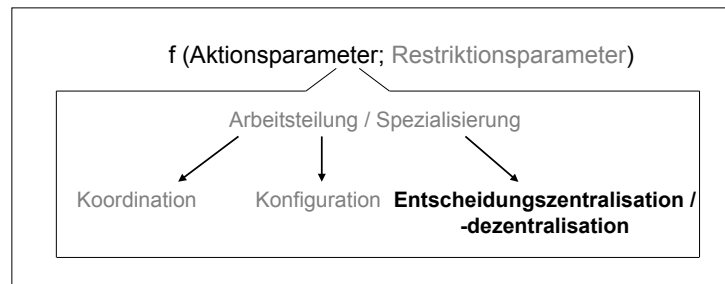 f (Aktionsparameter; Restriktionsparameter)
Arbeitsteilung / Spezialisierung
Koordination Konfiguration Entscheidungszentralisation /
-dezentralisation